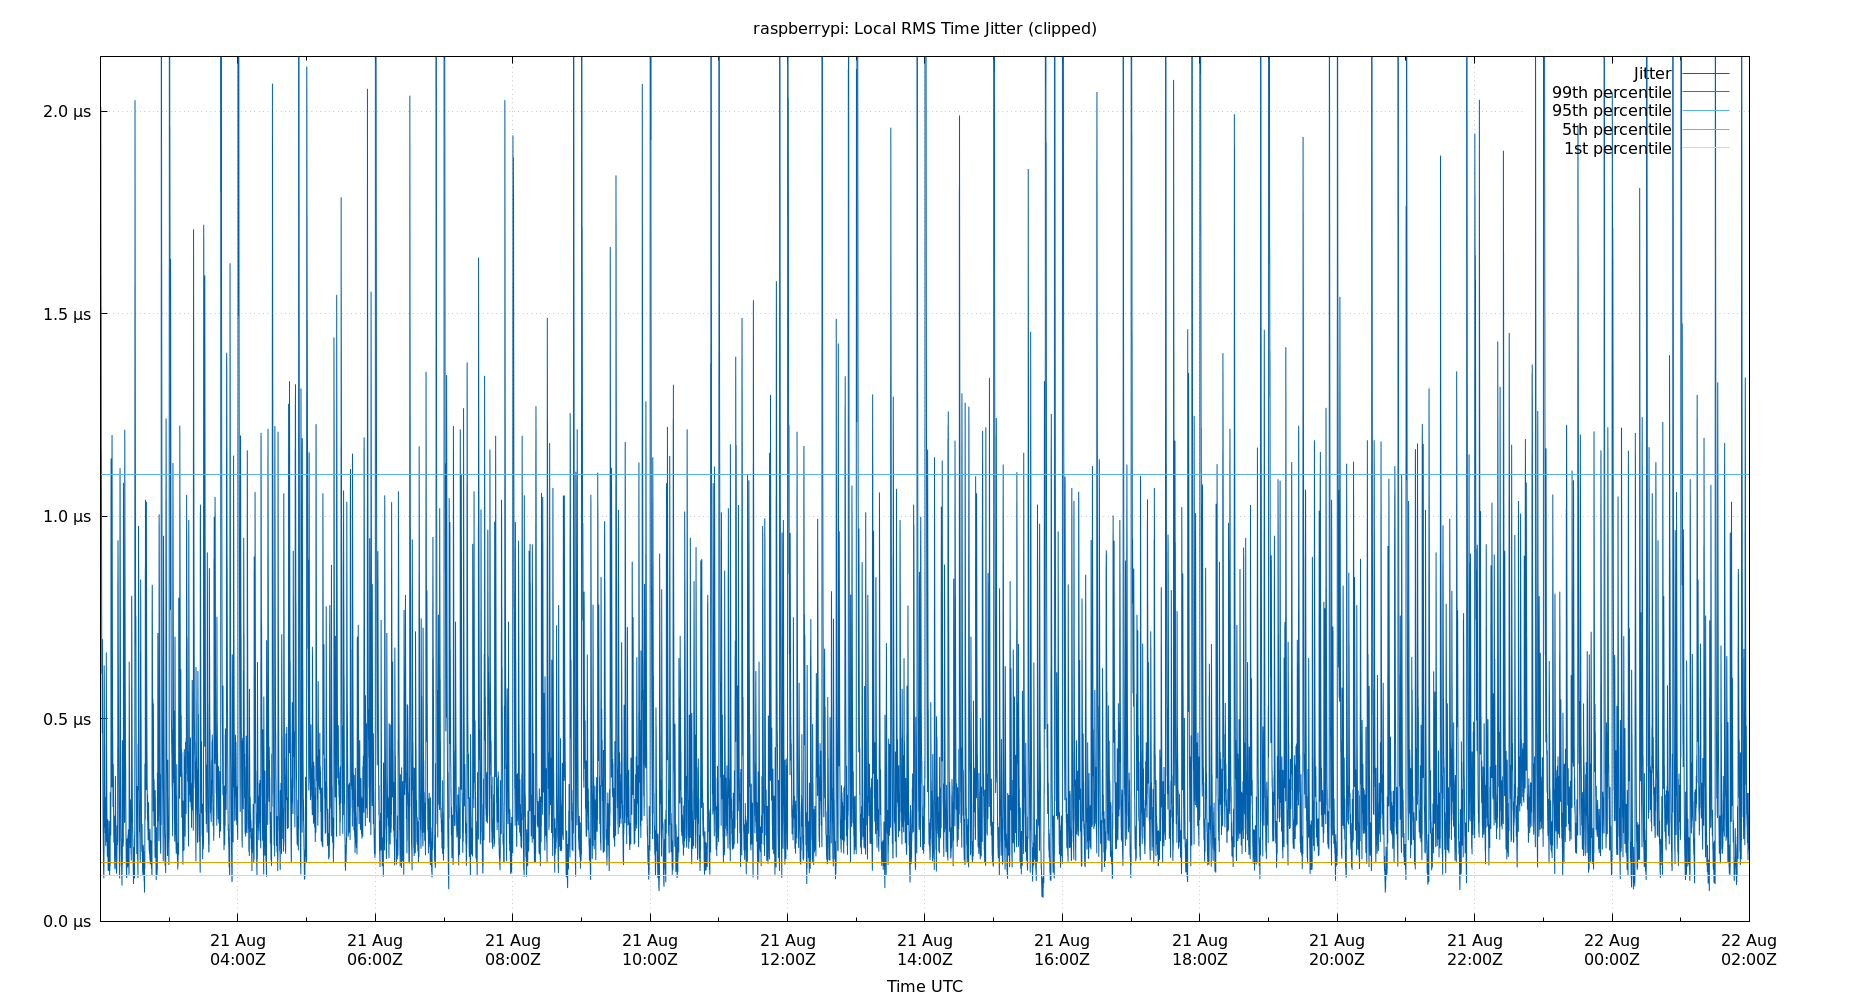 raspberrypi: Local RMS Time Jitter (clipped)
Jitter
99th percentile
95th percentile
5th percentile
1st percentile
2.0 µs
1.5 µs
1.0 µs
0.5 µs
0.0 µs
21 Aug 21 Aug 21 Aug 21 Aug 21 Aug 21 Aug 21 Aug 21 Aug 21 Aug 21 Aug 22 Aug 22 Aug
04:00Z 06:00Z 08:00Z 10:00Z 12:00Z 14:00Z 16:00Z 18:00Z 20:00Z 22:00Z 00:00Z 02:00Z
Time UTC